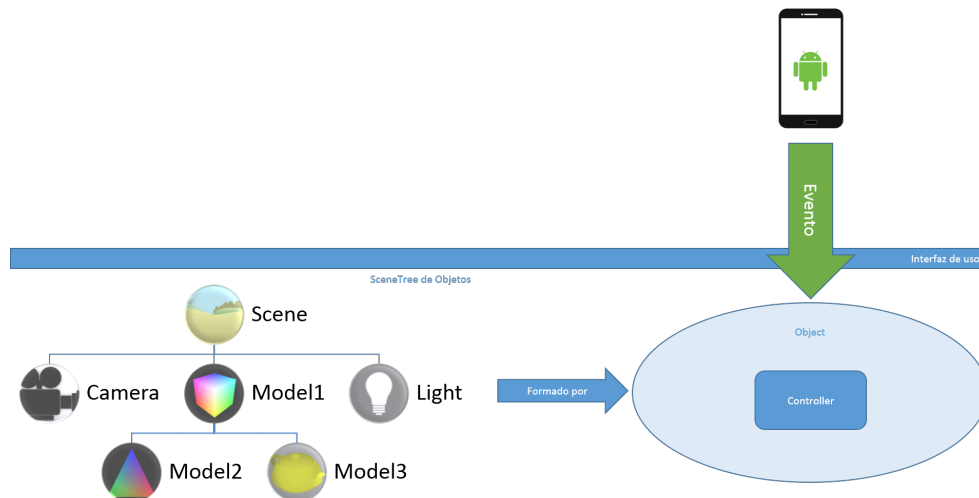 Evento
Interfaz de uso
SceneTree de Objetos
Scene
Camera
Model1
Light
Model2
Model3
Formado por
Object
Controller